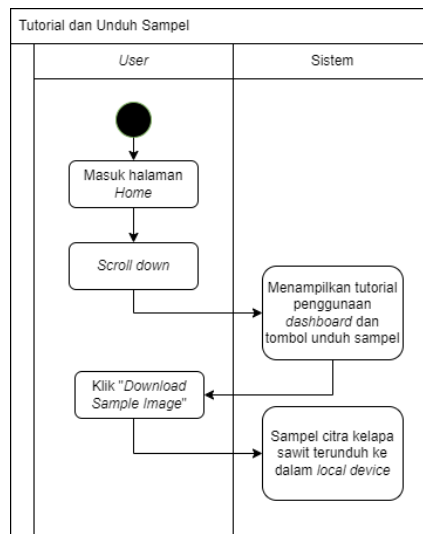 Tutorial dan Unduh Sampel
User
Sistem
Masuk halaman
Home
Scroll down
Menampilkan tutorial
penggunaan
dashboard dan
tombol unduh sampel
Klik "Download
Sample Image"
Sampel citra kelapa
sawit terunduh ke
dalam local device